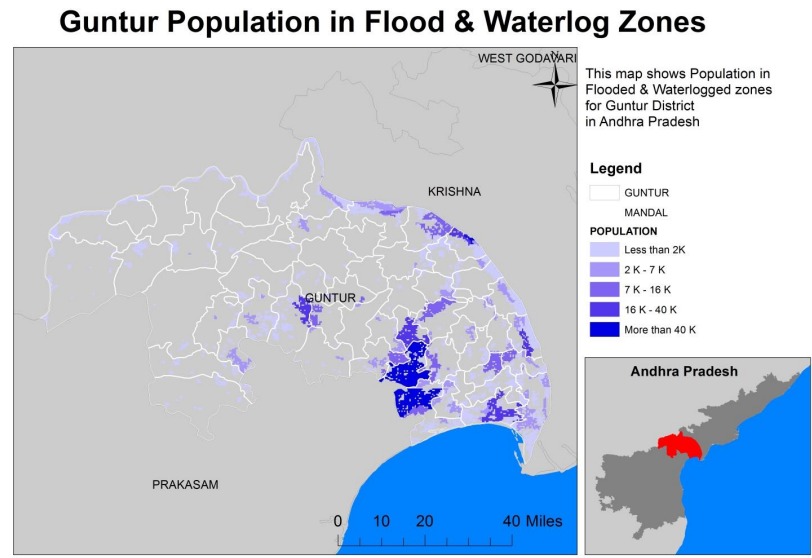 Guntur Population in Flood & Waterlog Zones
WEST GODAVARI
N
This map shows Population in
Flooded & Waterlogged zones
for Guntur District
in Andhra Pradesh
KRISHNA
Legend
GUNTUR
MANDAL
POPULATION
Less than 2K
2 K - 7 K
7 K - 16 K
16 K - 40 K
More than 40 K
GUNTUR
Andhra Pradesh
PRAKASAM
0 10 20 40 Miles